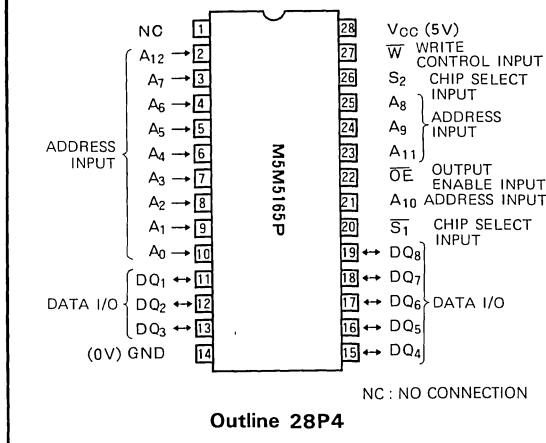 NC 1
A12 → 2
A7 → 3
A6 → 4
A5 → 5
A4 → 6
A3 → 7
A2 → 8
A1 → 9
A0 → 10
ADDRESS
INPUT
DQ1 ↔ 11
DQ2 ↔ 12
DQ3 ↔ 13
DATA I/O
(0V) GND 14
M5M5165P
28 VCC (5V)
27 W̅ WRITE
CONTROL INPUT
26 S2 CHIP SELECT
INPUT
25 A8
24 A9
23 A11
ADDRESS
INPUT
22 O̅E̅ OUTPUT
ENABLE INPUT
21 A10 ADDRESS INPUT
20 S̅1̅ CHIP SELECT
INPUT
19 ↔ DQ8
18 ↔ DQ7
17 ↔ DQ6
16 ↔ DQ5
15 ↔ DQ4
DATA I/O
NC : NO CONNECTION
Outline 28P4